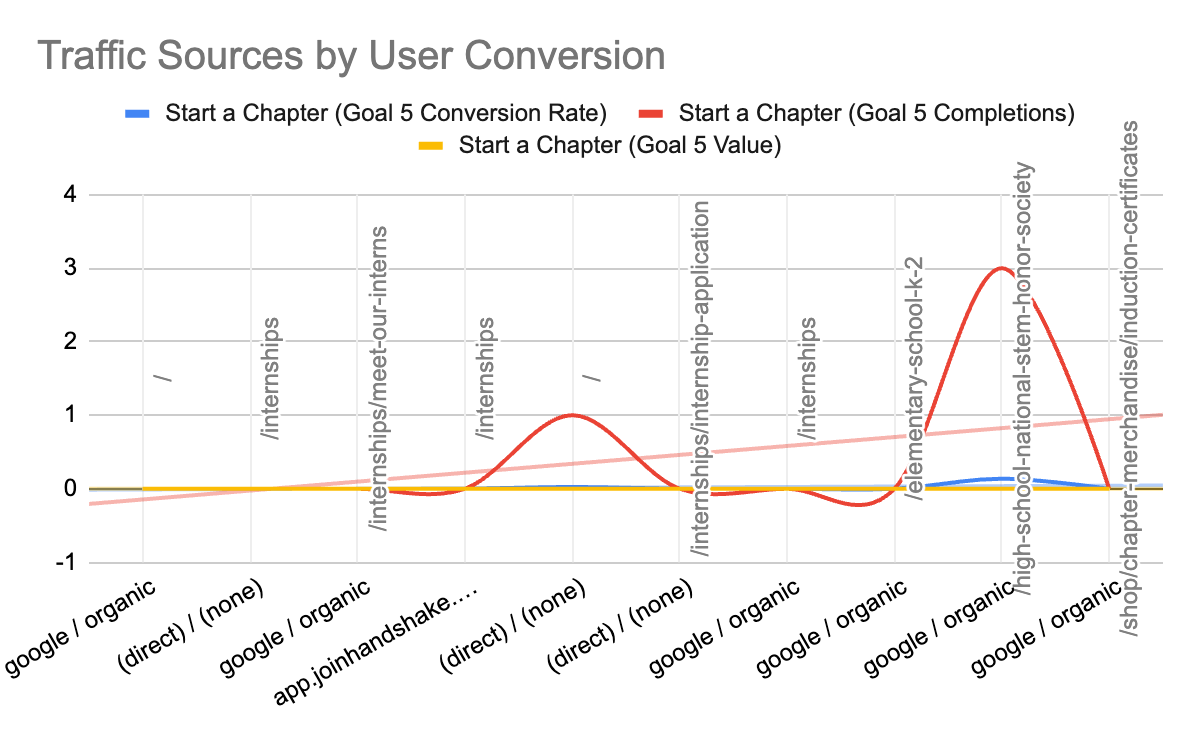 Traffic Sources by User Conversion
Start a Chapter (Goal 5 Conversion Rate)
Start a Chapter (Goal 5 Completions)
Start a Chapter (Goal 5 Value)
4
3
2
1
0
-1
/
/internships
/internships/meet-our-interns
/internships
/
/internships/internship-application
/internships
/elementary-school-k-2
/high-school-national-stem-honor-society
/shop/chapter-merchandise/induction-certificates
google / organic
(direct) / (none)
google / organic
app.joinhandshake.…
(direct) / (none)
(direct) / (none)
google / organic
google / organic
google / organic
google / organic